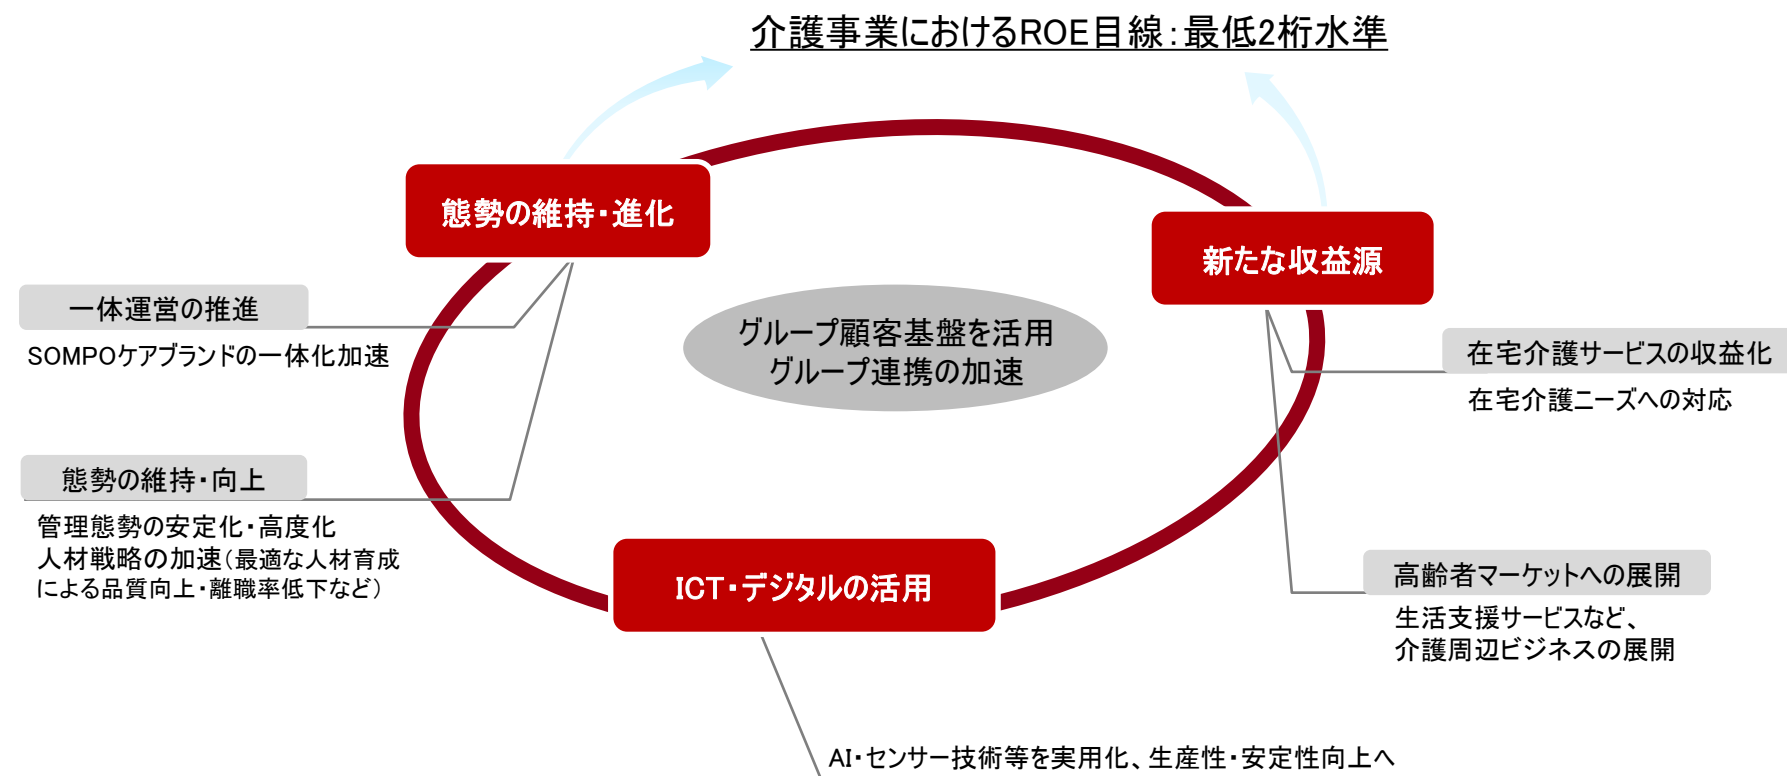 介護事業におけるROE目線：最低2桁水準
態勢の維持・進化
新たな収益源
一体運営の推進
SOMPOケアブランドの一体化加速
グループ顧客基盤を活用
グループ連携の加速
在宅介護サービスの収益化
在宅介護ニーズへの対応
態勢の維持・向上
管理態勢の安定化・高度化
人材戦略の加速（最適な人材育成
による品質向上・離職率低下など）
ICT・デジタルの活用
高齢者マーケットへの展開
生活支援サービスなど、
介護周辺ビジネスの展開
AI・センサー技術等を実用化、生産性・安定性向上へ